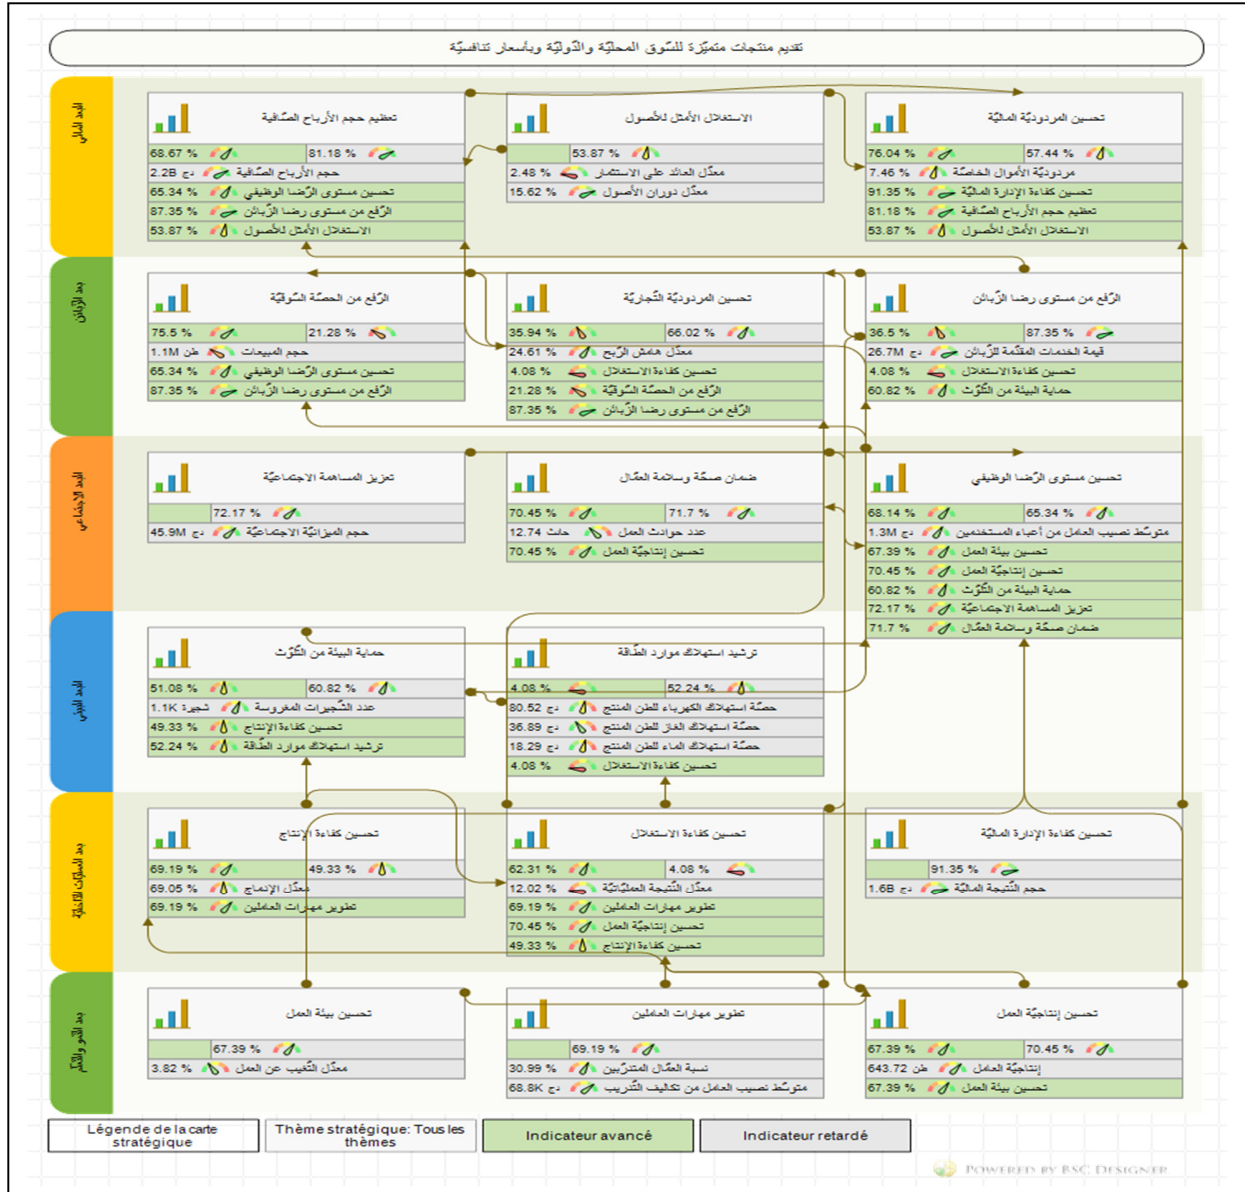 تقديم منتجات متميّزة للسّوق المحليّة والدّوليّة وبأسعار تنافسيّة
البعد المالي
تعظيم حجم الأرباح الصّافية
68.67 %
81.18 %
حجم الأرباح الصّافية 2.2B دج
تحسين مستوى الرّضا الوظيفي 65.34 %
الرّفع من مستوى رضا الزّبائن 87.35 %
الاستغلال الأمثل للأصول 53.87 %
الاستغلال الأمثل للأصول
53.87 %
معدّل العائد على الاستثمار 2.48 %
معدّل دوران الأصول 15.62 %
تحسين المردوديّة الماليّة
76.04 %
57.44 %
مردوديّة الأموال الخاصّة 7.46 %
تحسين كفاءة الإدارة الماليّة 91.35 %
تعظيم حجم الأرباح الصّافية 81.18 %
الاستغلال الأمثل للأصول 53.87 %
بعد الزّبائن
الرّفع من الحصّة السّوقيّة
75.5 %
21.28 %
حجم المبيعات 1.1M طن
تحسين مستوى الرّضا الوظيفي 65.34 %
الرّفع من مستوى رضا الزّبائن 87.35 %
تحسين المردوديّة التّجاريّة
35.94 %
66.02 %
معدّل هامش الرّبح 24.61 %
تحسين كفاءة الاستغلال 4.08 %
الرّفع من الحصّة السّوقيّة 21.28 %
الرّفع من مستوى رضا الزّبائن 87.35 %
الرّفع من مستوى رضا الزّبائن
36.5 %
87.35 %
قيمة الخدمات المقدّمة للزّبائن 26.7M دج
تحسين كفاءة الاستغلال 4.08 %
حماية البيئة من التّلوّث 60.82 %
البعد الاجتماعي
تعزيز المساهمة الاجتماعيّة
72.17 %
حجم الميزانيّة الاجتماعيّة 45.9M دج
ضمان صحّة وسلامة العمّال
70.45 %
71.7 %
عدد حوادث العمل 12.74 حادث
تحسين إنتاجيّة العمل 70.45 %
تحسين مستوى الرّضا الوظيفي
68.14 %
65.34 %
متوسّط نصيب العامل من أعباء المستخدمين 1.3M دج
تحسين بيئة العمل 67.39 %
تحسين إنتاجيّة العمل 70.45 %
حماية البيئة من التّلوّث 60.82 %
تعزيز المساهمة الاجتماعيّة 72.17 %
ضمان صحّة وسلامة العمّال 71.7 %
البعد البيئي
حماية البيئة من التّلوّث
51.08 %
60.82 %
عدد الشّجيرات المغروسة 1.1K شجيرة
تحسين كفاءة الإنتاج 49.33 %
ترشيد استهلاك موارد الطّاقة 52.24 %
ترشيد استهلاك موارد الطّاقة
4.08 %
52.24 %
حصّة استهلاك الكهرباء للطن المنتج 80.52 دج
حصّة استهلاك الغاز للطن المنتج 36.89 دج
حصّة استهلاك الماء للطن المنتج 18.29 دج
تحسين كفاءة الاستغلال 4.08 %
بعد العمليّات الدّاخليّة
تحسين كفاءة الإنتاج
69.19 %
49.33 %
معدّل الإدماج 69.05 %
تطوير مهارات العاملين 69.19 %
تحسين كفاءة الاستغلال
62.31 %
4.08 %
معدّل النّتيجة العمليّاتيّة 12.02 %
تطوير مهارات العاملين 69.19 %
تحسين إنتاجيّة العمل 70.45 %
تحسين كفاءة الإنتاج 49.33 %
تحسين كفاءة الإدارة الماليّة
91.35 %
حجم النّتيجة الماليّة 1.6B دج
بعد النّمو والتّعلّم
تحسين بيئة العمل
67.39 %
معدّل التّغيب عن العمل 3.82 %
تطوير مهارات العاملين
69.19 %
نسبة العمّال المتدرّبين 30.99 %
متوسّط نصيب العامل من تكاليف التّدريب 68.8K دج
تحسين إنتاجيّة العمل
67.39 %
70.45 %
إنتاجيّة العامل 643.72 طن
تحسين بيئة العمل 67.39 %
Légende de la carte
stratégique
Thème stratégique: Tous les
thèmes
Indicateur avancé
Indicateur retardé
POWERED BY BSC DESIGNER